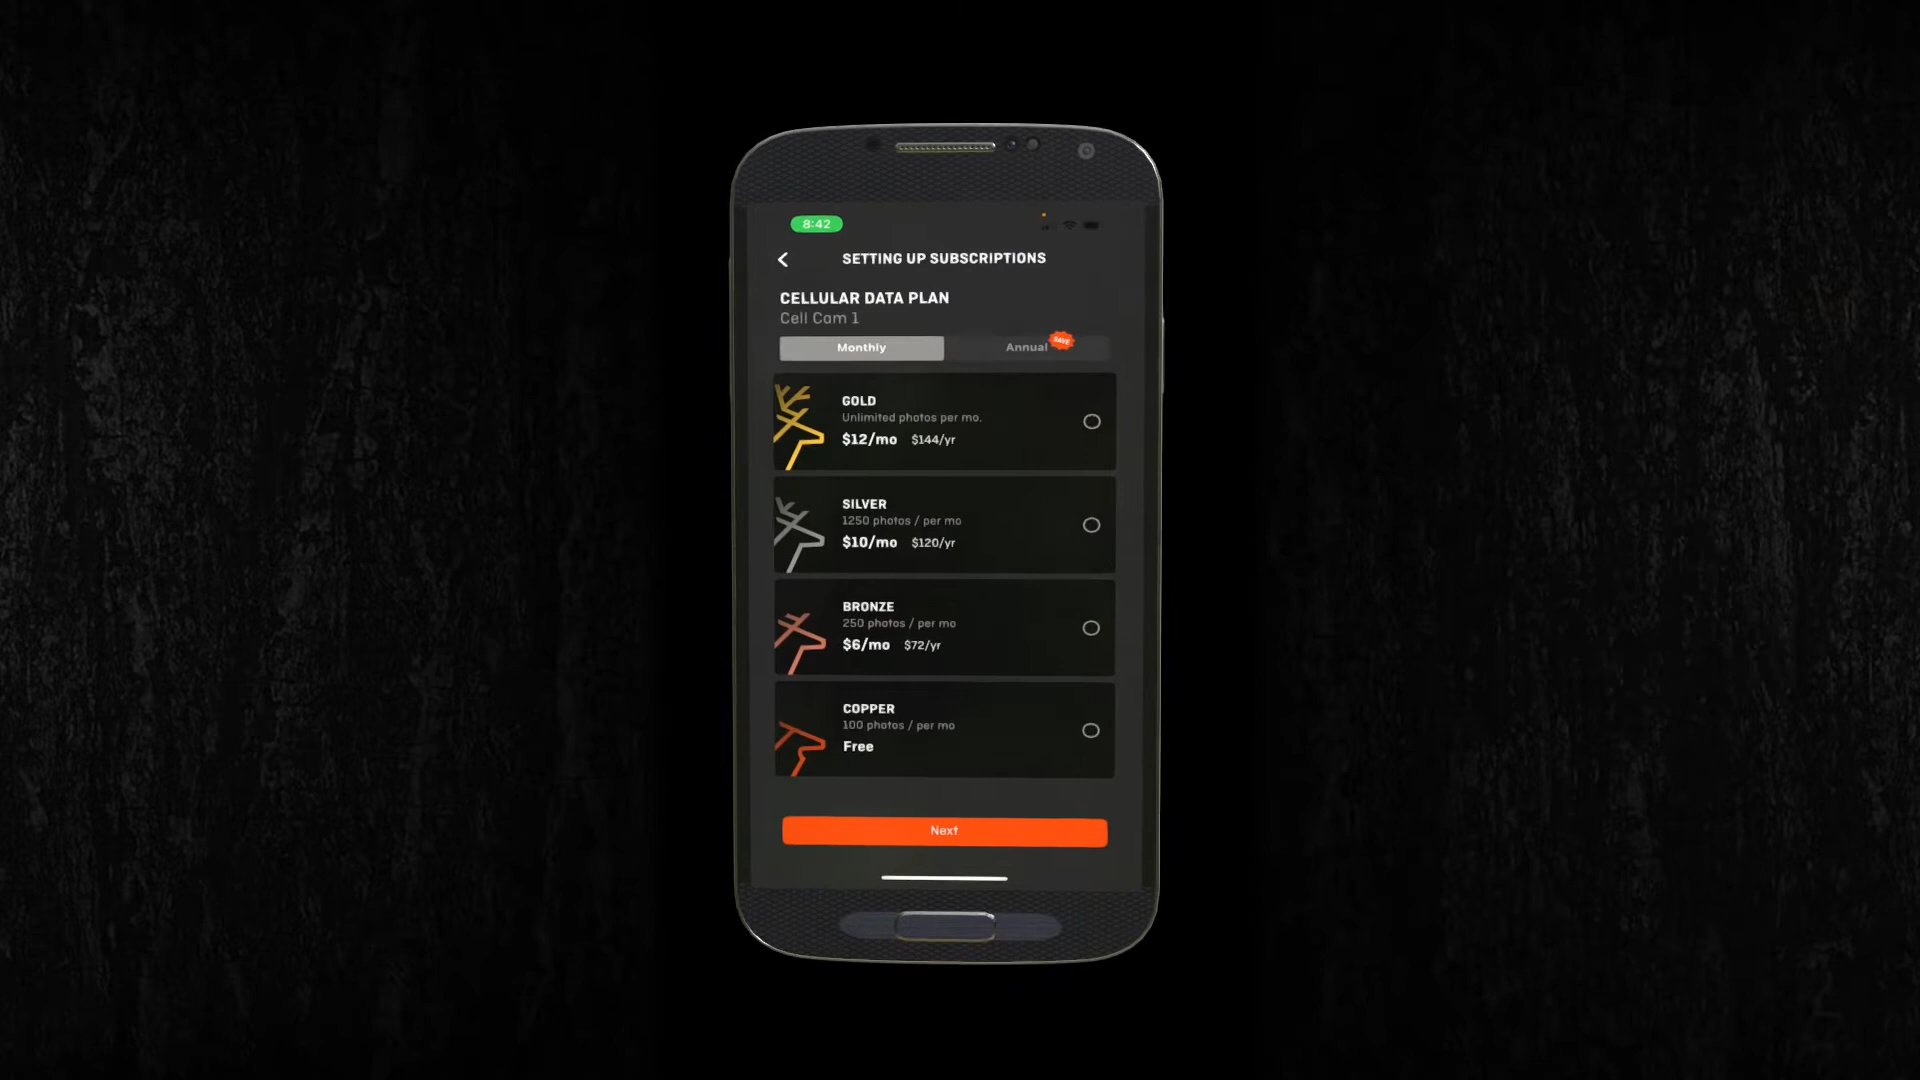 8:42
SETTING UP SUBSCRIPTIONS
CELLULAR DATA PLAN
Cell Cam 1
Monthly
Annual
SAVE
GOLD
Unlimited photos per mo.
$12/mo $144/yr
SILVER
1250 photos / per mo
$10/mo $120/yr
BRONZE
250 photos / per mo
$6/mo $72/yr
COPPER
100 photos / per mo
Free
Next